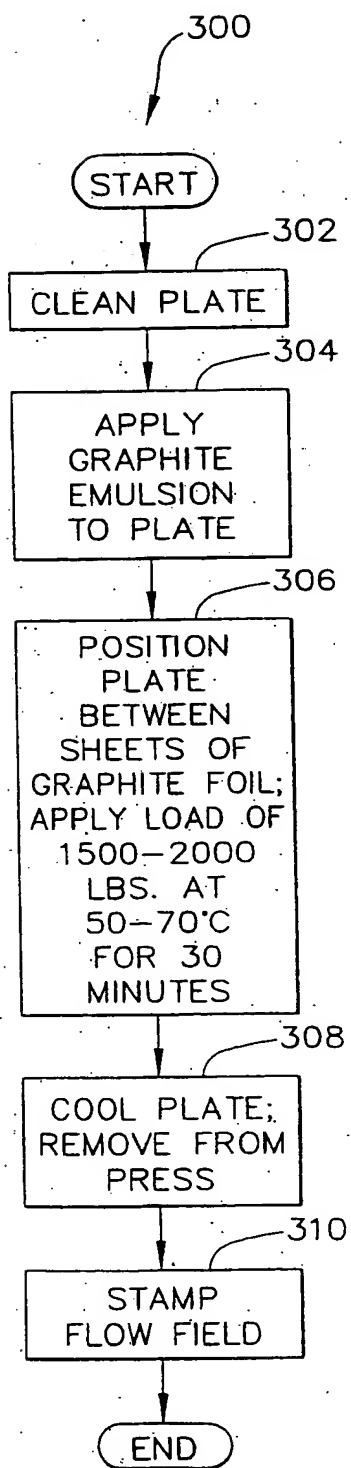 300
START
302
CLEAN PLATE
304
APPLY
GRAPHITE
EMULSION
TO PLATE
306
POSITION
PLATE
BETWEEN
SHEETS OF
GRAPHITE FOIL;
APPLY LOAD OF
1500–2000
LBS. AT
50–70°C
FOR 30
MINUTES
308
COOL PLATE;
REMOVE FROM
PRESS
310
STAMP
FLOW FIELD
END